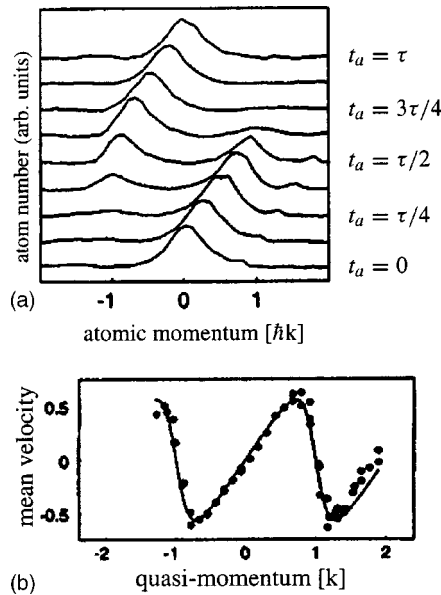 (a)
atom number (arb. units)
t_a = τ
t_a = 3τ/4
t_a = τ/2
t_a = τ/4
t_a = 0
-1 0 1
atomic momentum [ħk]
(b)
mean velocity
0.5
0
-0.5
-2 -1 0 1 2
quasi-momentum [k]